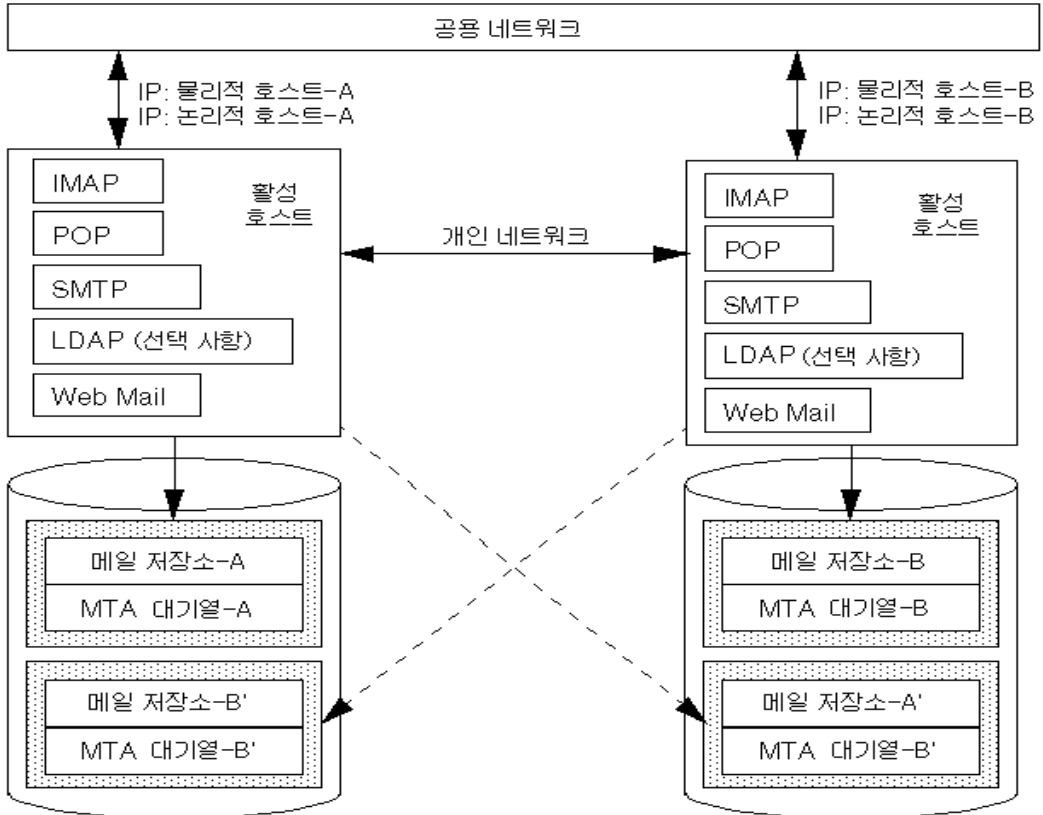 공용 네트워크
IP: 물리적 호스트-A
IP: 논리적 호스트-A
IP: 물리적 호스트-B
IP: 논리적 호스트-B
IMAP
POP
SMTP
LDAP (선택 사항)
Web Mail
활성
호스트
개인 네트워크
IMAP
POP
SMTP
LDAP (선택 사항)
Web Mail
활성
호스트
메일 저장소-A
MTA 대기열-A
메일 저장소-B'
MTA 대기열-B'
메일 저장소-B
MTA 대기열-B
메일 저장소-A'
MTA 대기열-B'